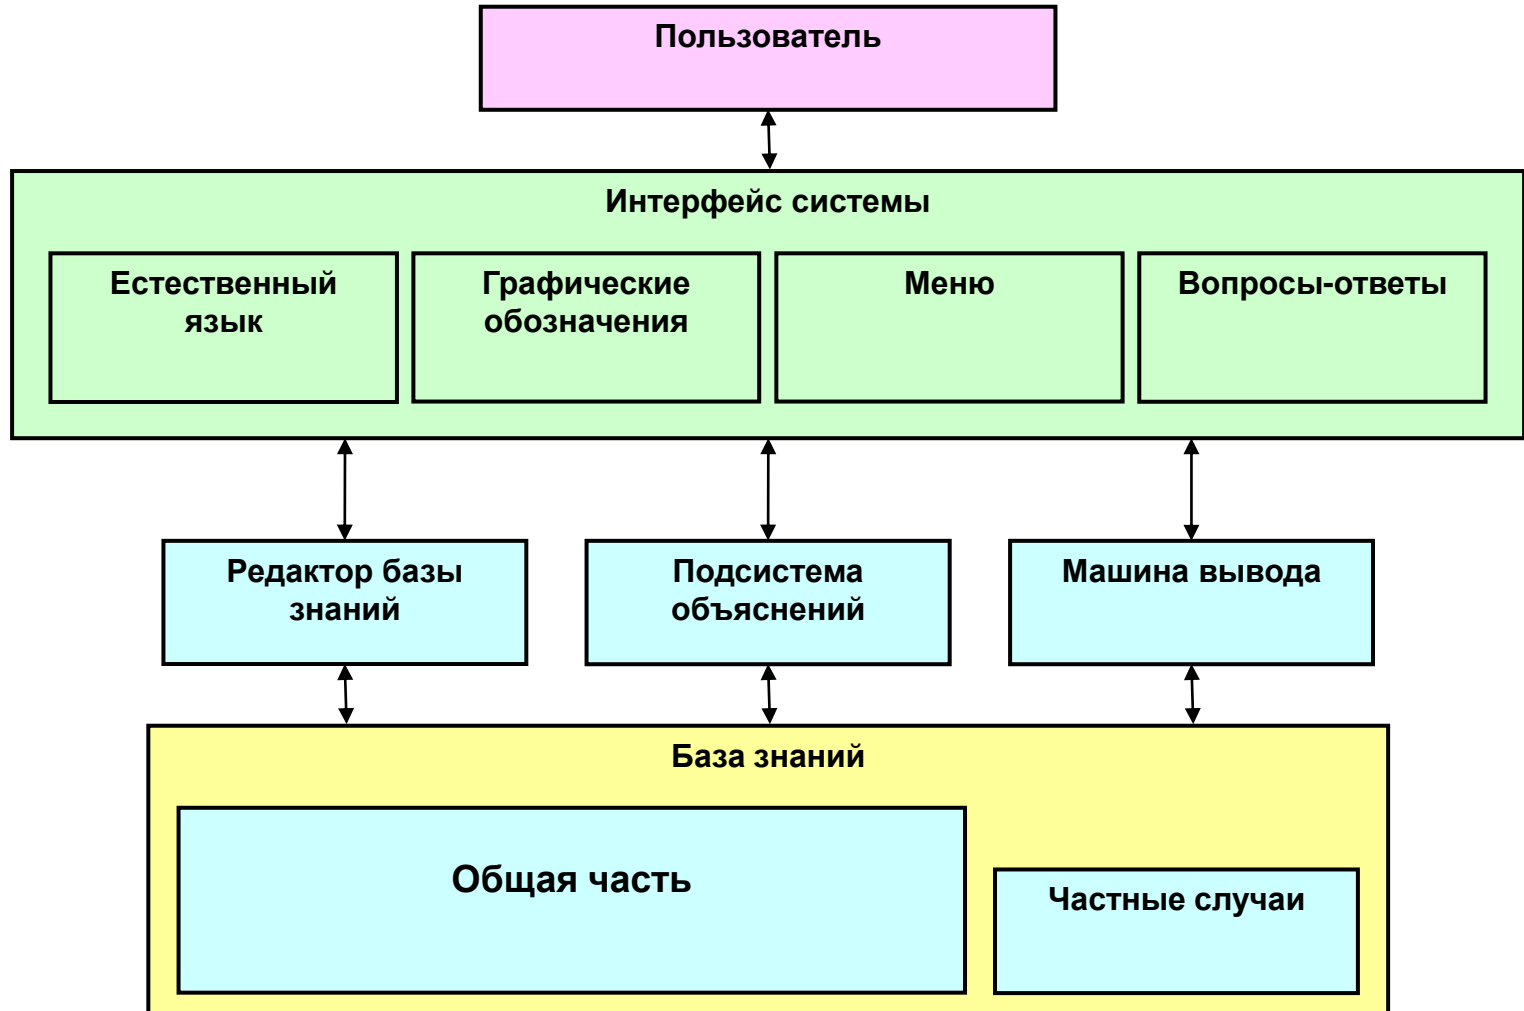 Пользователь
Интерфейс системы
Естественный
язык
Графические
обозначения
Меню
Вопросы-ответы
Редактор базы
знаний
Подсистема
объяснений
Машина вывода
База знаний
Общая часть
Частные случаи